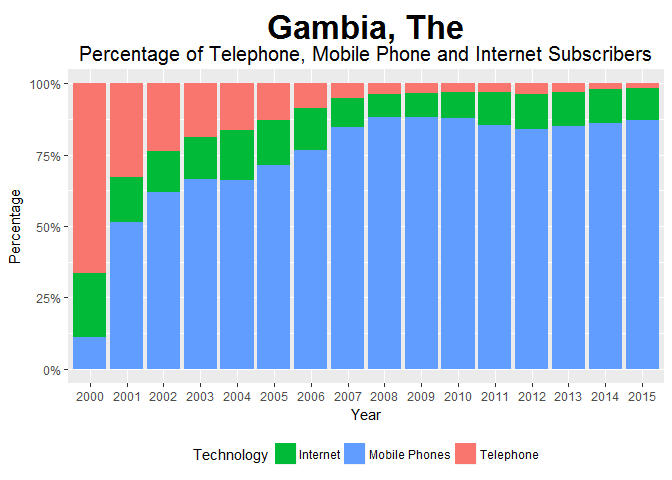 Gambia, The
Percentage of Telephone, Mobile Phone and Internet Subscribers
100%
75%
50%
25%
0%
Percentage
2000 2001 2002 2003 2004 2005 2006 2007 2008 2009 2010 2011 2012 2013 2014 2015
Year
Technology Internet Mobile Phones Telephone